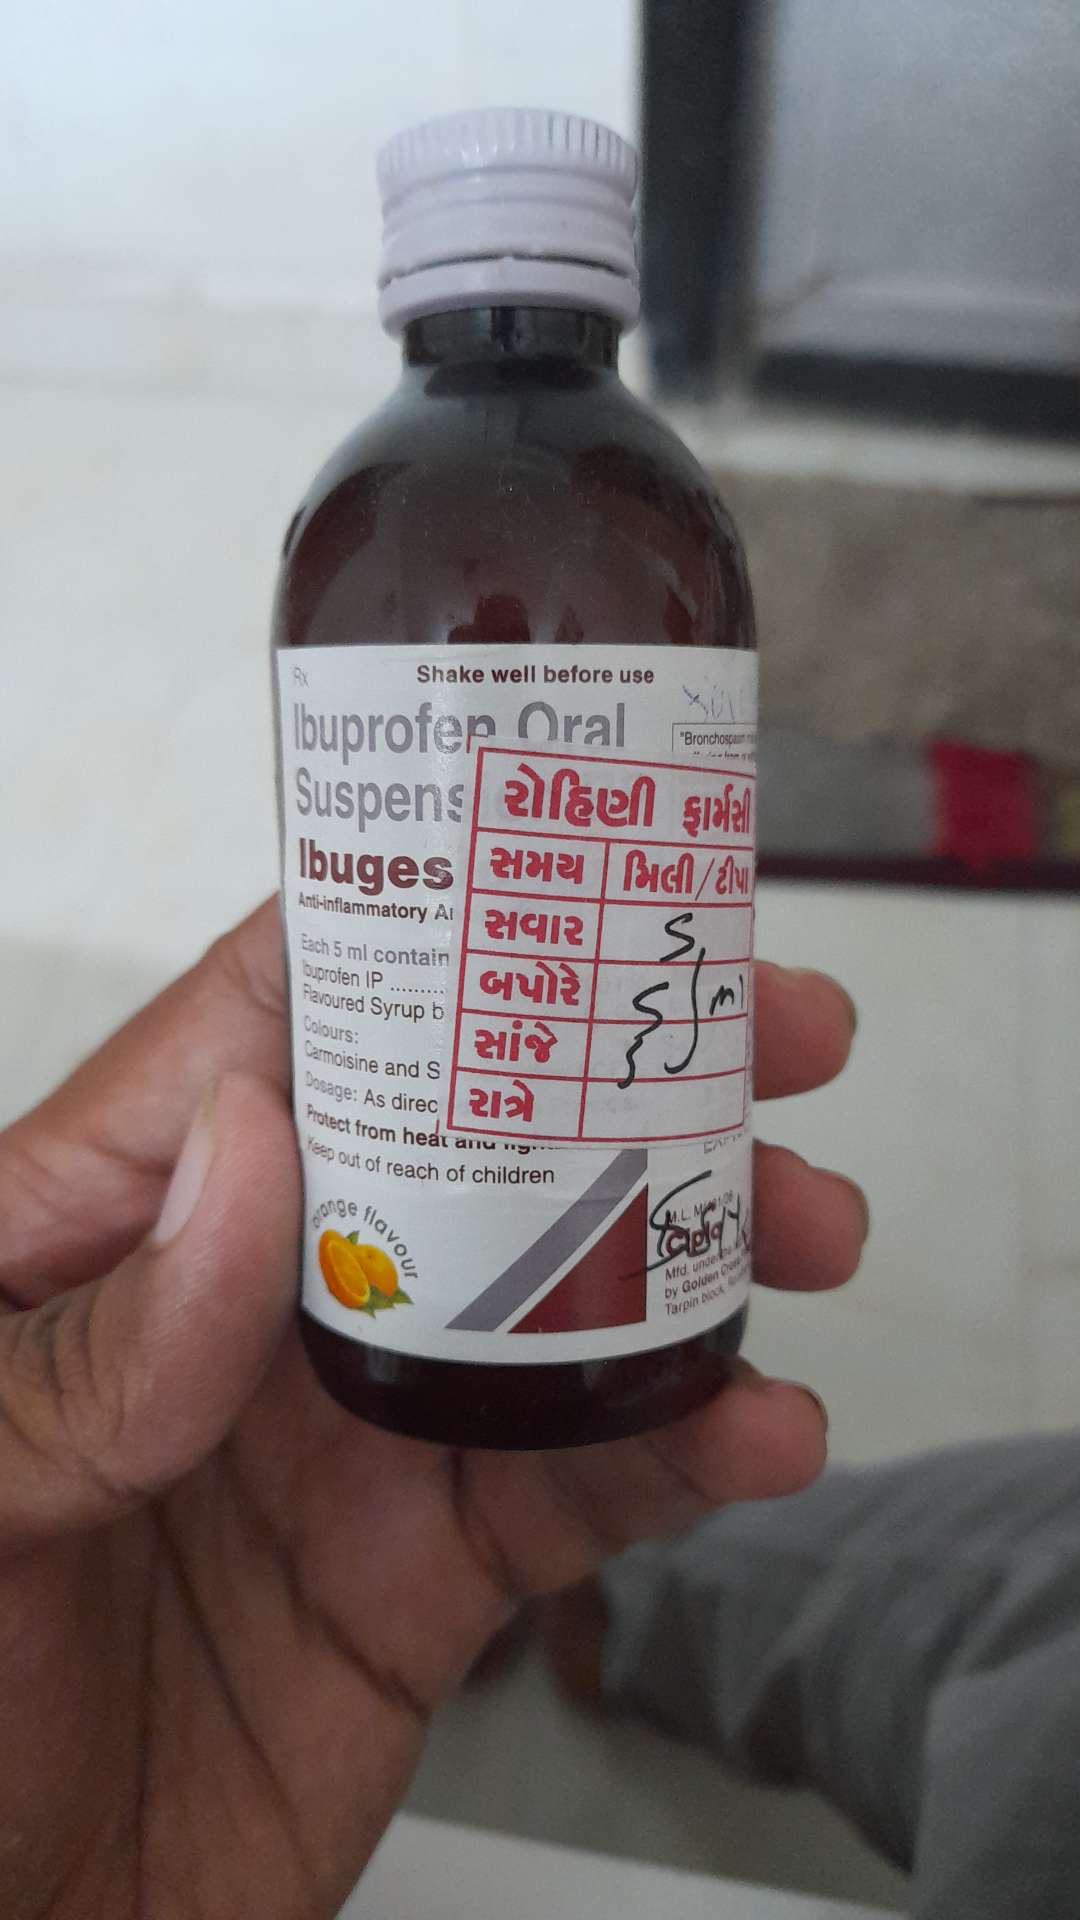 Rx
Shake well before use
Ibuprofen Oral
Suspens
"Bronchospasm
Ibuges
Anti-inflammatory
Each 5 ml contain
Ibuprofen IP .........
Flavoured Syrup b
Colours:
Carmoisine and S
Dosage: As direc
Protect from heat and
Keep out of reach of children
orange flavour
રોહિણી ફાર્મસી
સમય મિલી/ટીપા
સવાર 5
બપોરે 5 ml
સાંજે
રાત્રે
M.L.
Mfd. under
by Golden Cross
Tarpin block,